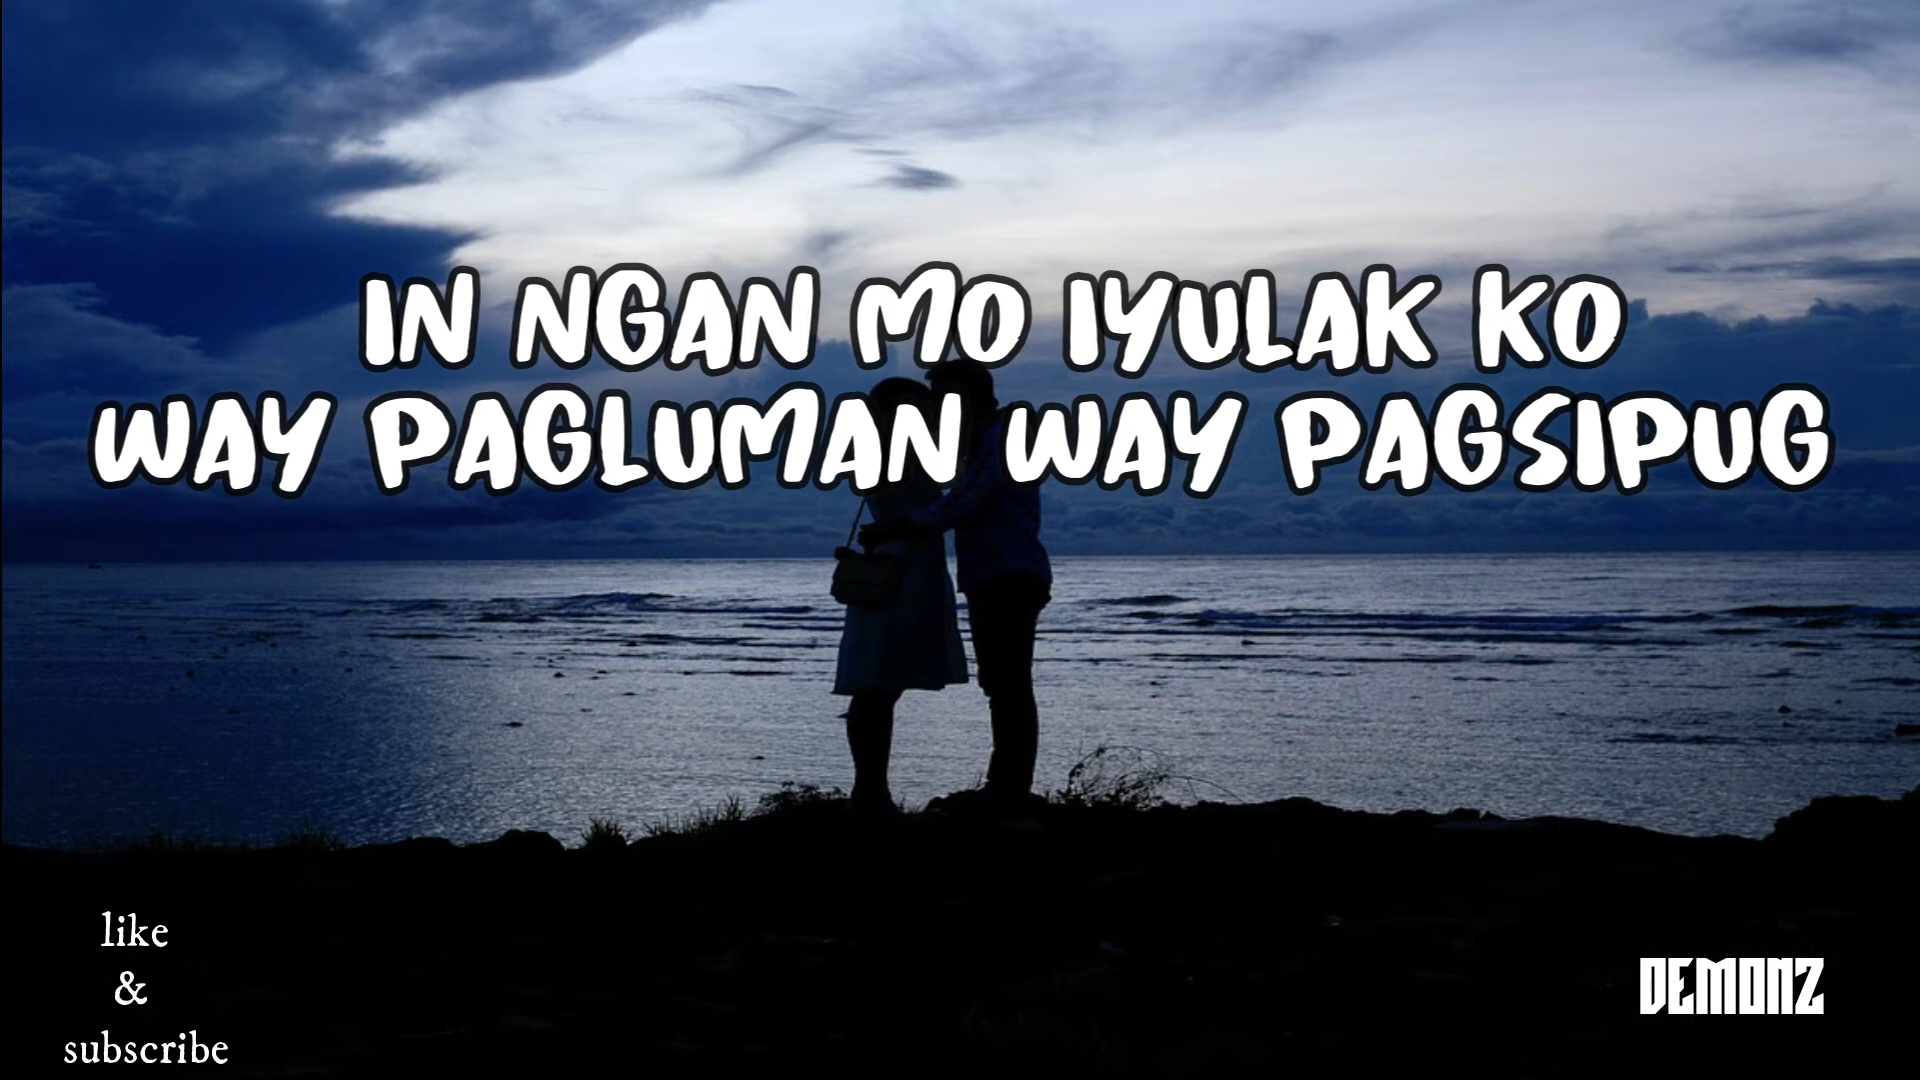 IN NGAN MO IYULAK KO
WAY PAGLUMAN WAY PAGSIPUG
like
&
subscribe
DEMONZ